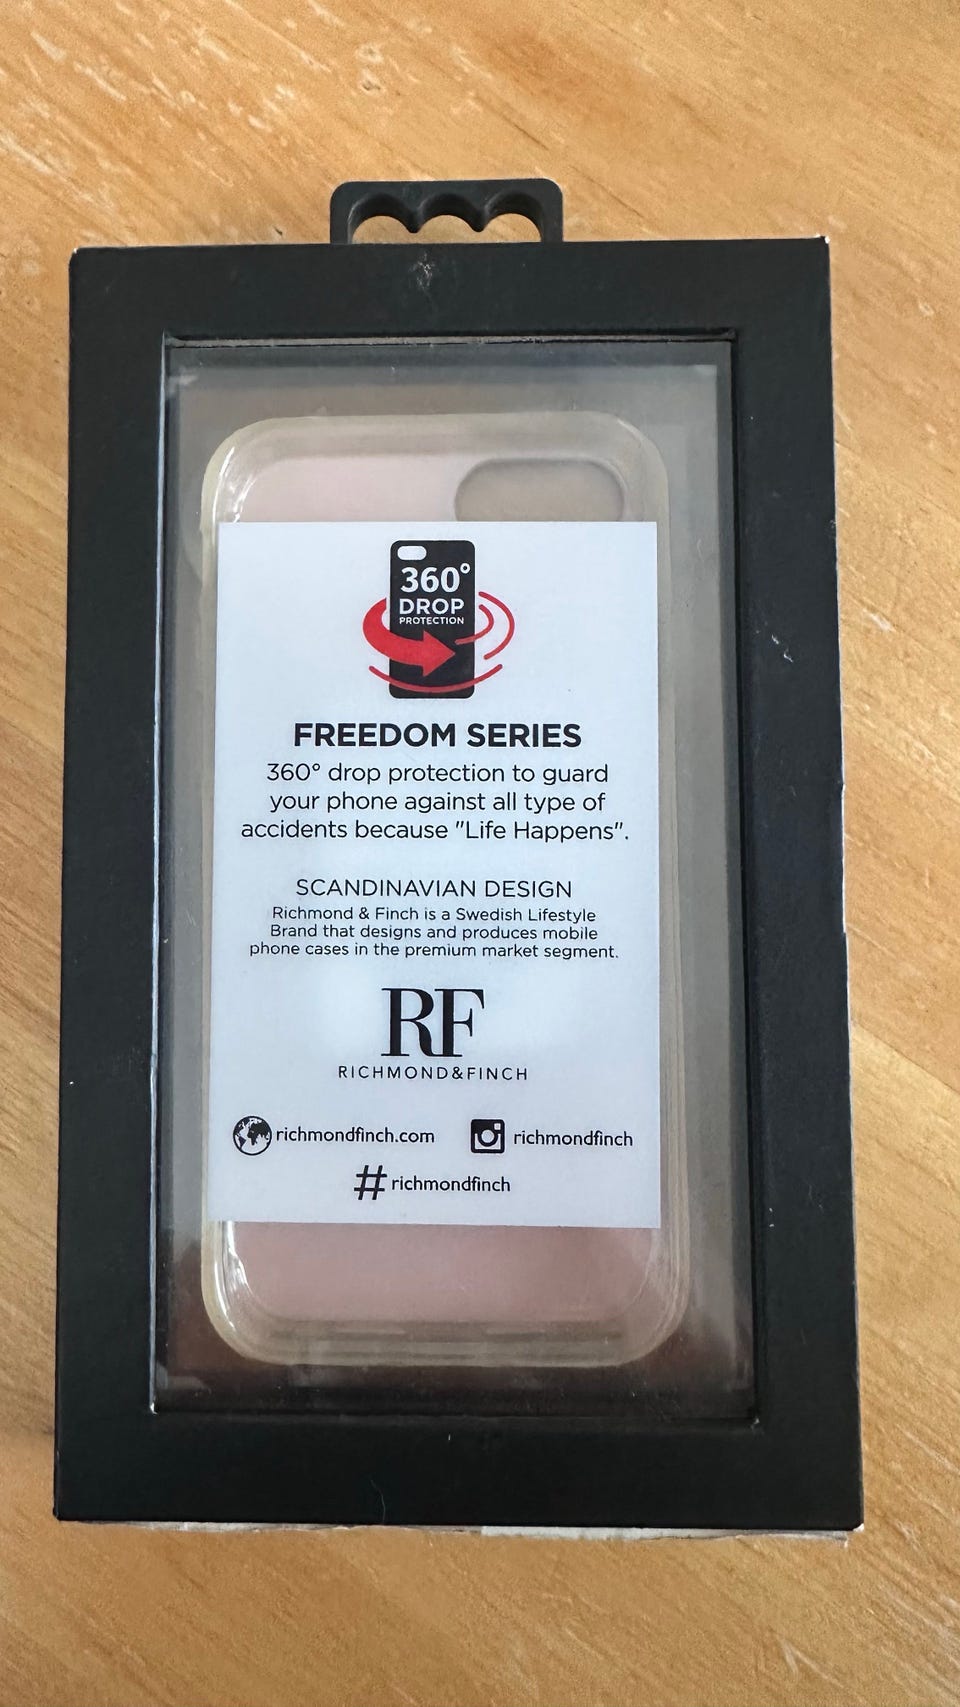 360°
DROP
PROTECTION
FREEDOM SERIES
360° drop protection to guard
your phone against all type of
accidents because "Life Happens".
SCANDINAVIAN DESIGN
Richmond & Finch is a Swedish Lifestyle
Brand that designs and produces mobile
phone cases in the premium market segment.
RF
RICHMOND&FINCH
richmondfinch.com richmondfinch
#richmondfinch